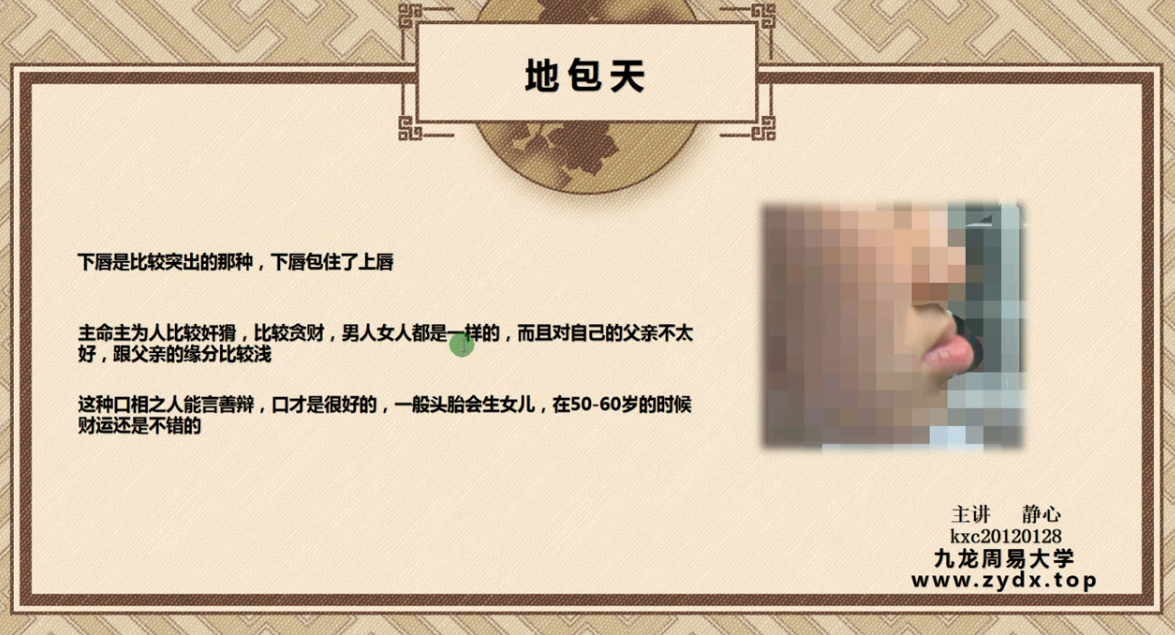 地包天
下唇是比较突出的那种，下唇包住了上唇
主命主为人比较奸猾，比较贪财，男人女人都是一样的，而且对自己的父亲不太
好，跟父亲的缘分比较浅
这种口相之人能言善辩，口才是很好的，一般头胎会生女儿，在50-60岁的时候
财运还是不错的
主讲 静心
kxc20120128
九龙周易大学
www.zydx.top